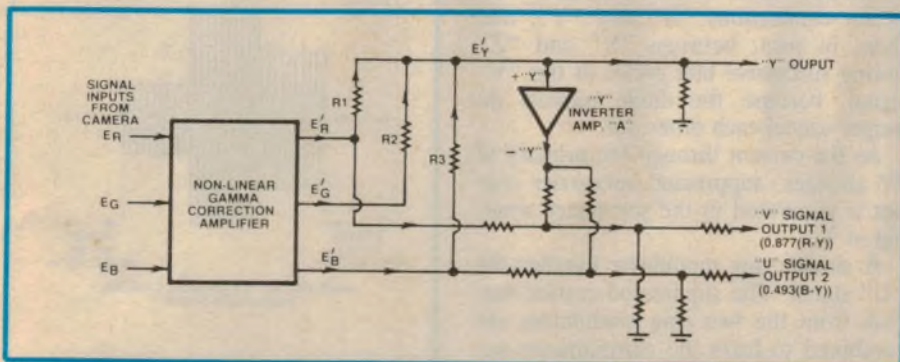 E'Y
"Y" OUPUT
SIGNAL
INPUTS
FROM
CAMERA
R1
+ "Y"
"Y"
INVERTER
AMP. "A"
ER
E'R
R2
R3
- "Y"
NON-LINEAR
GAMMA
CORRECTION
AMPLIFIER
EG
E'G
'V' SIGNAL
OUTPUT 1
(0.877(R-Y))
EB
E'B
'U' SIGNAL
OUTPUT 2
(0.493(B-Y))